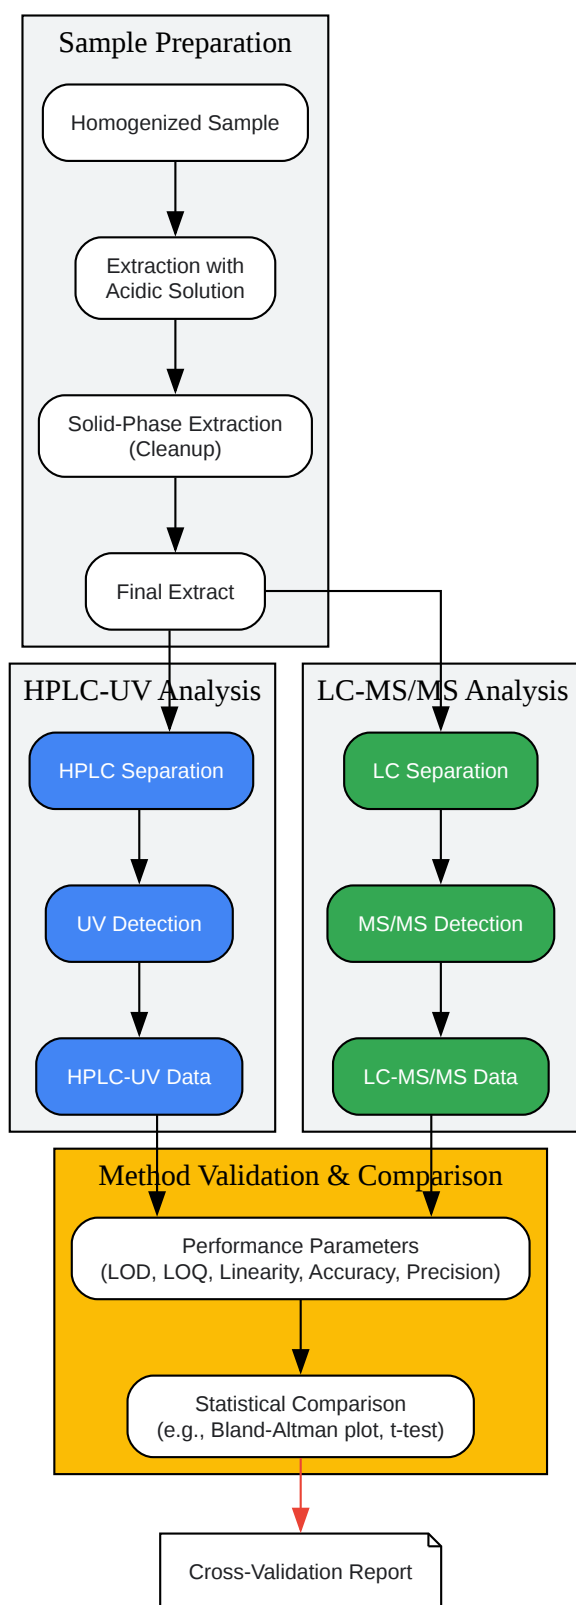 Sample Preparation
Homogenized Sample
Extraction with
Acidic Solution
Solid-Phase Extraction
(Cleanup)
Final Extract
HPLC-UV Analysis
HPLC Separation
UV Detection
HPLC-UV Data
LC-MS/MS Analysis
LC Separation
MS/MS Detection
LC-MS/MS Data
Method Validation & Comparison
Performance Parameters
(LOD, LOQ, Linearity, Accuracy, Precision)
Statistical Comparison
(e.g., Bland-Altman plot, t-test)
Cross-Validation Report